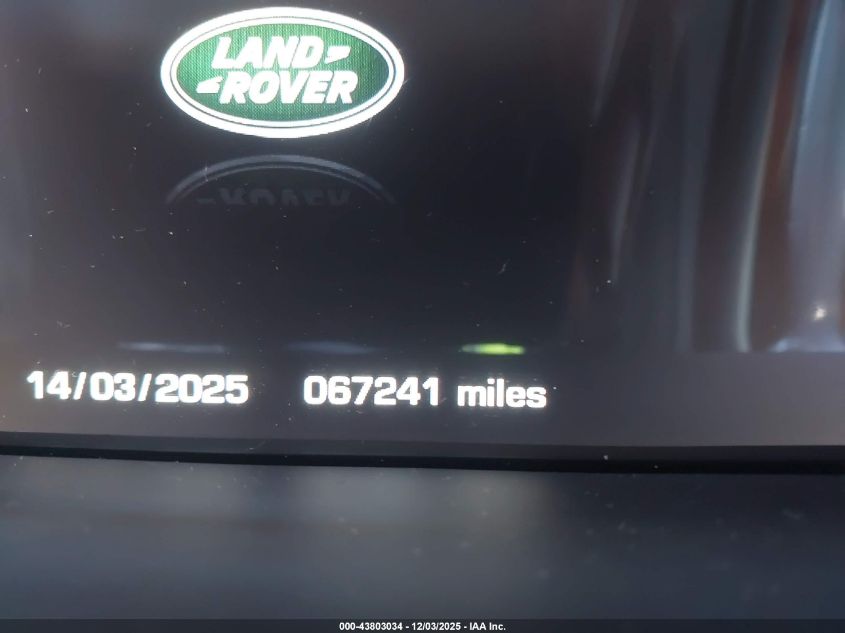 LAND
ROVER
14/03/2025 067241 miles
000-43803034 - 12/03/2025 - IAA Inc.